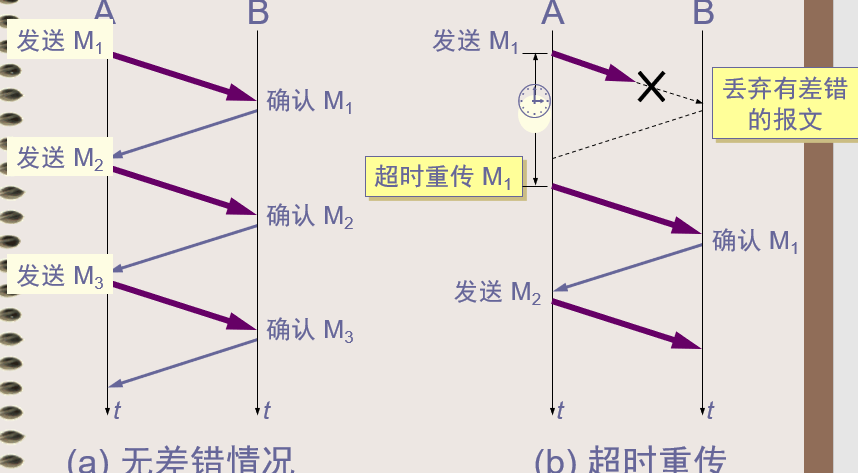 A
B
发送 M1
确认 M1
发送 M2
确认 M2
发送 M3
确认 M3
t
t
(a) 无差错情况
A
B
发送 M1
丢弃有差错
的报文
超时重传 M1
确认 M1
发送 M2
t
t
(b) 超时重传